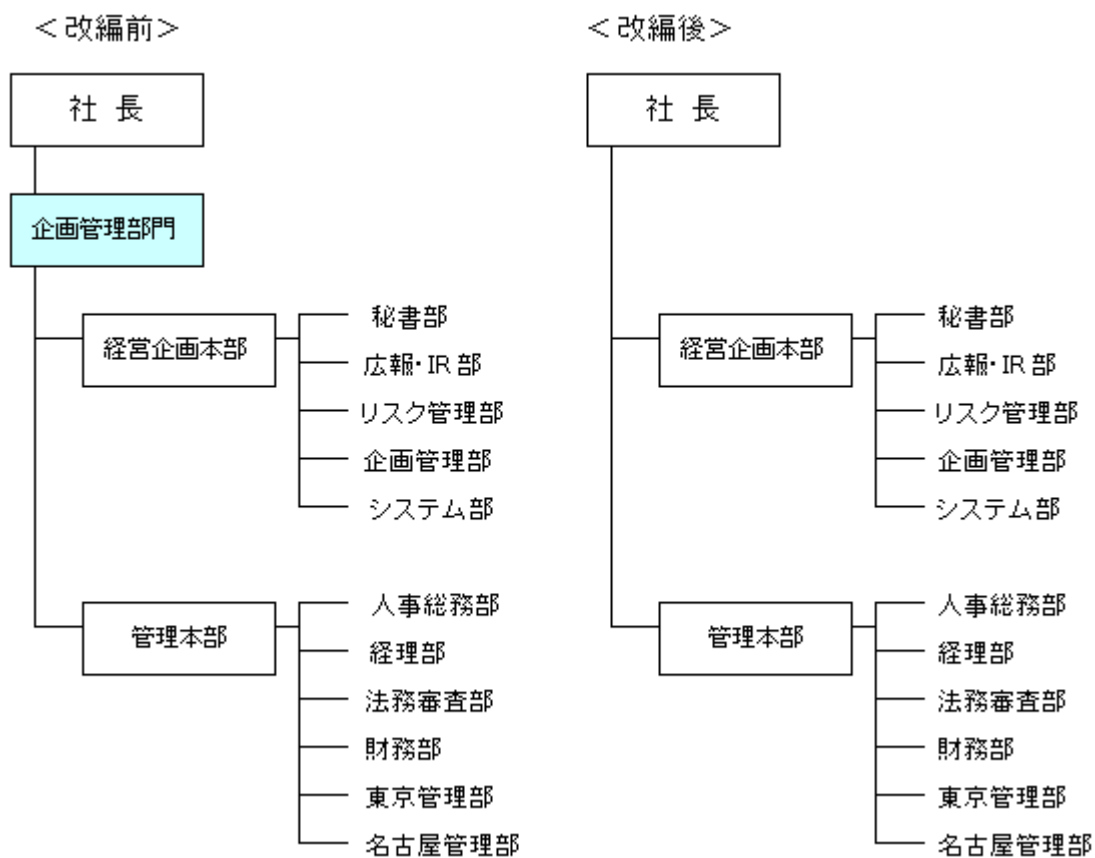 ＜改編前＞
社 長
企画管理部門
経営企画本部
秘書部
広報・IR部
リスク管理部
企画管理部
システム部
管理本部
人事総務部
経理部
法務審査部
財務部
東京管理部
名古屋管理部
＜改編後＞
社 長
経営企画本部
秘書部
広報・IR部
リスク管理部
企画管理部
システム部
管理本部
人事総務部
経理部
法務審査部
財務部
東京管理部
名古屋管理部